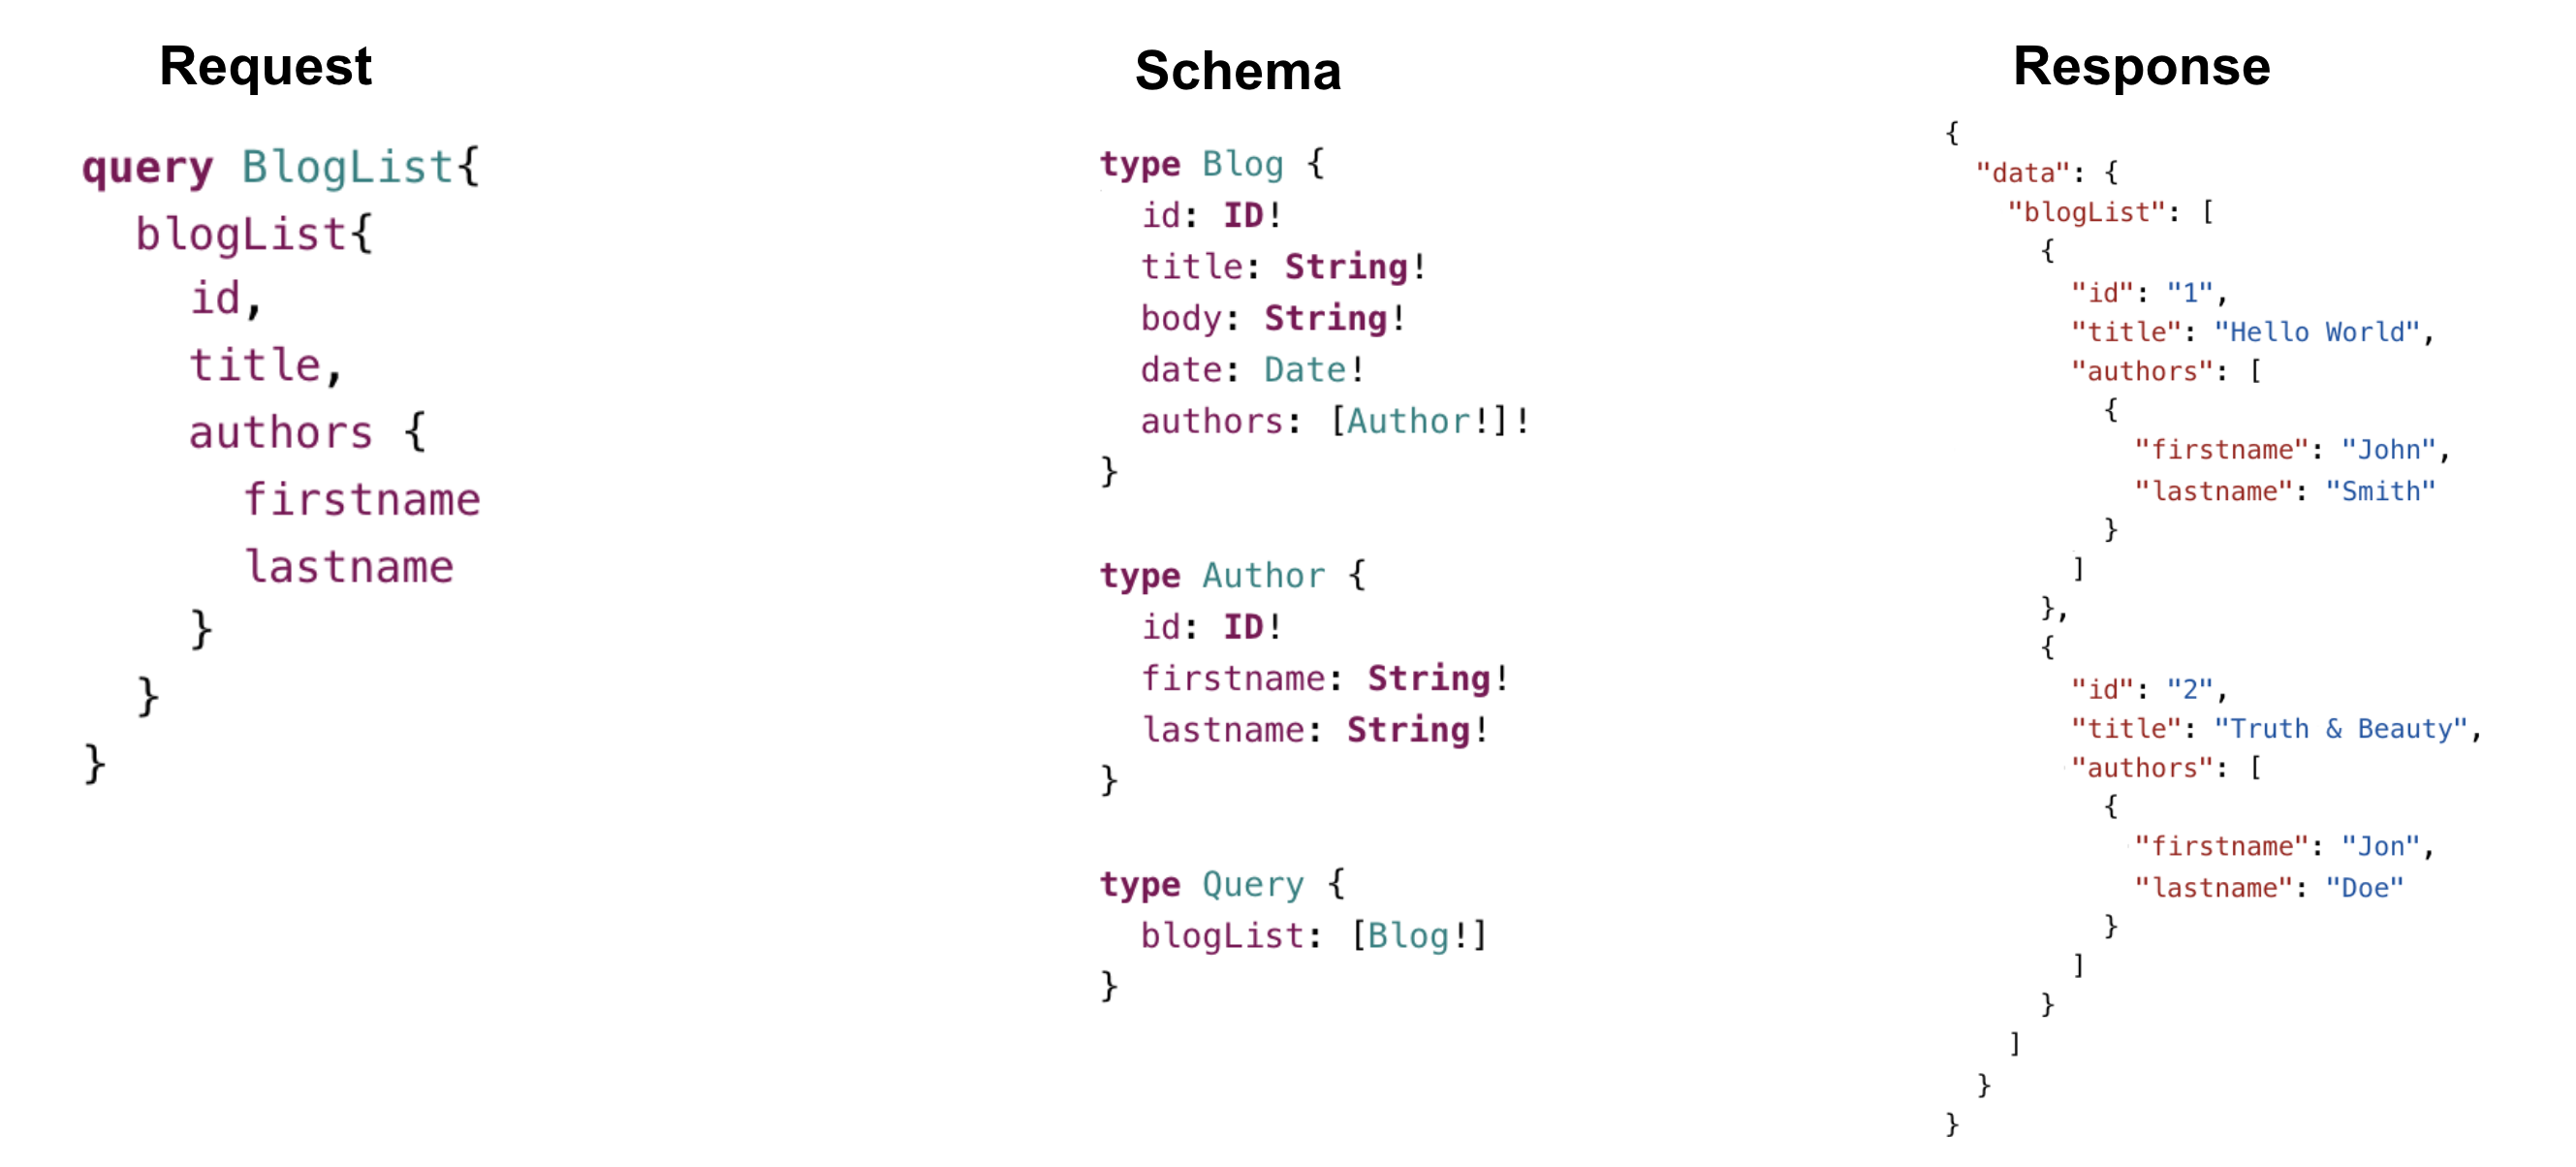 Request
query BlogList{
  blogList{
    id,
    title,
    authors {
      firstname
      lastname
    }
  }
}
Schema
type Blog {
  id: ID!
  title: String!
  body: String!
  date: Date!
  authors: [Author!]!
}
type Author {
  id: ID!
  firstname: String!
  lastname: String!
}
type Query {
  blogList: [Blog!]
}
Response
{
  "data": {
    "blogList": [
      {
        "id": "1",
        "title": "Hello World",
        "authors": [
          {
            "firstname": "John",
            "lastname": "Smith"
          }
        ]
      },
      {
        "id": "2",
        "title": "Truth & Beauty",
        "authors": [
          {
            "firstname": "Jon",
            "lastname": "Doe"
          }
        ]
      }
    ]
  }
}